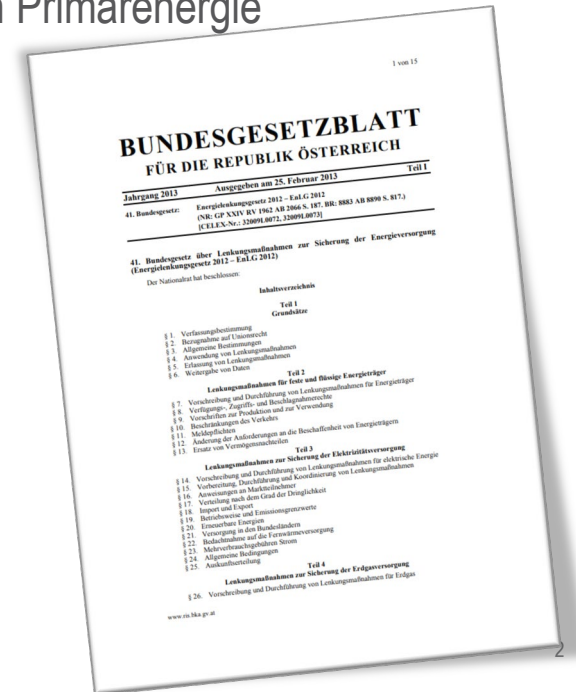 Primärenergie
1 von 15
BUNDESGESETZBLATT
FÜR DIE REPUBLIK ÖSTERREICH
Jahrgang 2013 Ausgegeben am 25. Februar 2013 Teil I
41. Bundesgesetz: Energielenkungsgesetz 2012 – EnLG 2012
(NR: GP XXIV RV 1962 AB 2066 S. 187. BR: 8883 AB 8890 S. 817.)
[CELEX-Nr.: 32009L0072, 32009L0073]
41. Bundesgesetz über Lenkungsmaßnahmen zur Sicherung der Energieversorgung
(Energielenkungsgesetz 2012 – EnLG 2012)
Der Nationalrat hat beschlossen:
Inhaltsverzeichnis
Teil 1
Grundsätze
§ 1. Verfassungsbestimmung
§ 2. Bezugnahme auf Unionsrecht
§ 3. Allgemeine Bestimmungen
§ 4. Anwendung von Lenkungsmaßnahmen
§ 5. Erlassung von Lenkungsmaßnahmen
§ 6. Weitergabe von Daten
Teil 2
Lenkungsmaßnahmen für feste und flüssige Energieträger
§ 7. Vorschreibung und Durchführung von Lenkungsmaßnahmen für Energieträger
§ 8. Verfügungs-, Zugriffs- und Beschlagnahmerechte
§ 9. Vorschriften zur Produktion und zur Verwendung
§ 10. Beschränkungen des Verkehrs
§ 11. Meldepflichten
§ 12. Änderung der Anforderungen an die Beschaffenheit von Energieträgern
§ 13. Ersatz von Vermögensnachteilen
Teil 3
Lenkungsmaßnahmen zur Sicherung der Elektrizitätsversorgung
§ 14. Vorschreibung und Durchführung von Lenkungsmaßnahmen für elektrische Energie
§ 15. Vorbereitung, Durchführung und Koordinierung von Lenkungsmaßnahmen
§ 16. Anweisungen an Marktteilnehmer
§ 17. Verteilung nach dem Grad der Dringlichkeit
§ 18. Import und Export
§ 19. Betriebsweise und Emissionsgrenzwerte
§ 20. Erneuerbare Energien
§ 21. Versorgung in den Bundesländern
§ 22. Bedachtnahme auf die Fernwärmeversorgung
§ 23. Mehrverbrauchsgebühren Strom
§ 24. Allgemeine Bedingungen
§ 25. Auskunftserteilung
Teil 4
Lenkungsmaßnahmen zur Sicherung der Erdgasversorgung
§ 26. Vorschreibung und Durchführung von Lenkungsmaßnahmen für Erdgas
www.ris.bka.gv.at
2